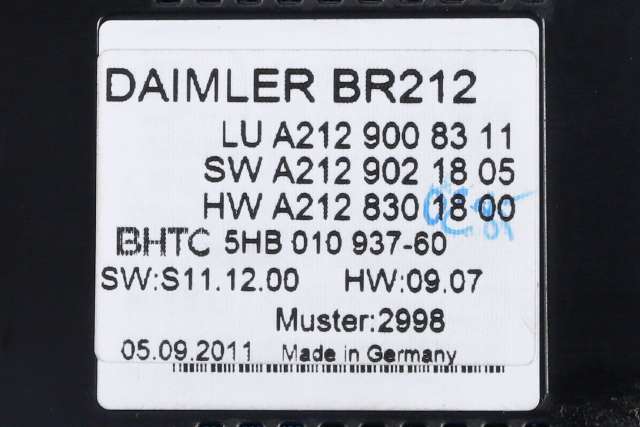 DAIMLER BR212
LU A212 900 83 11
SW A212 902 18 05
HW A212 830 18 00
BHTC 5HB 010 937-60
SW:S11.12.00 HW:09.07
Muster:2998
05.09.2011 Made in Germany